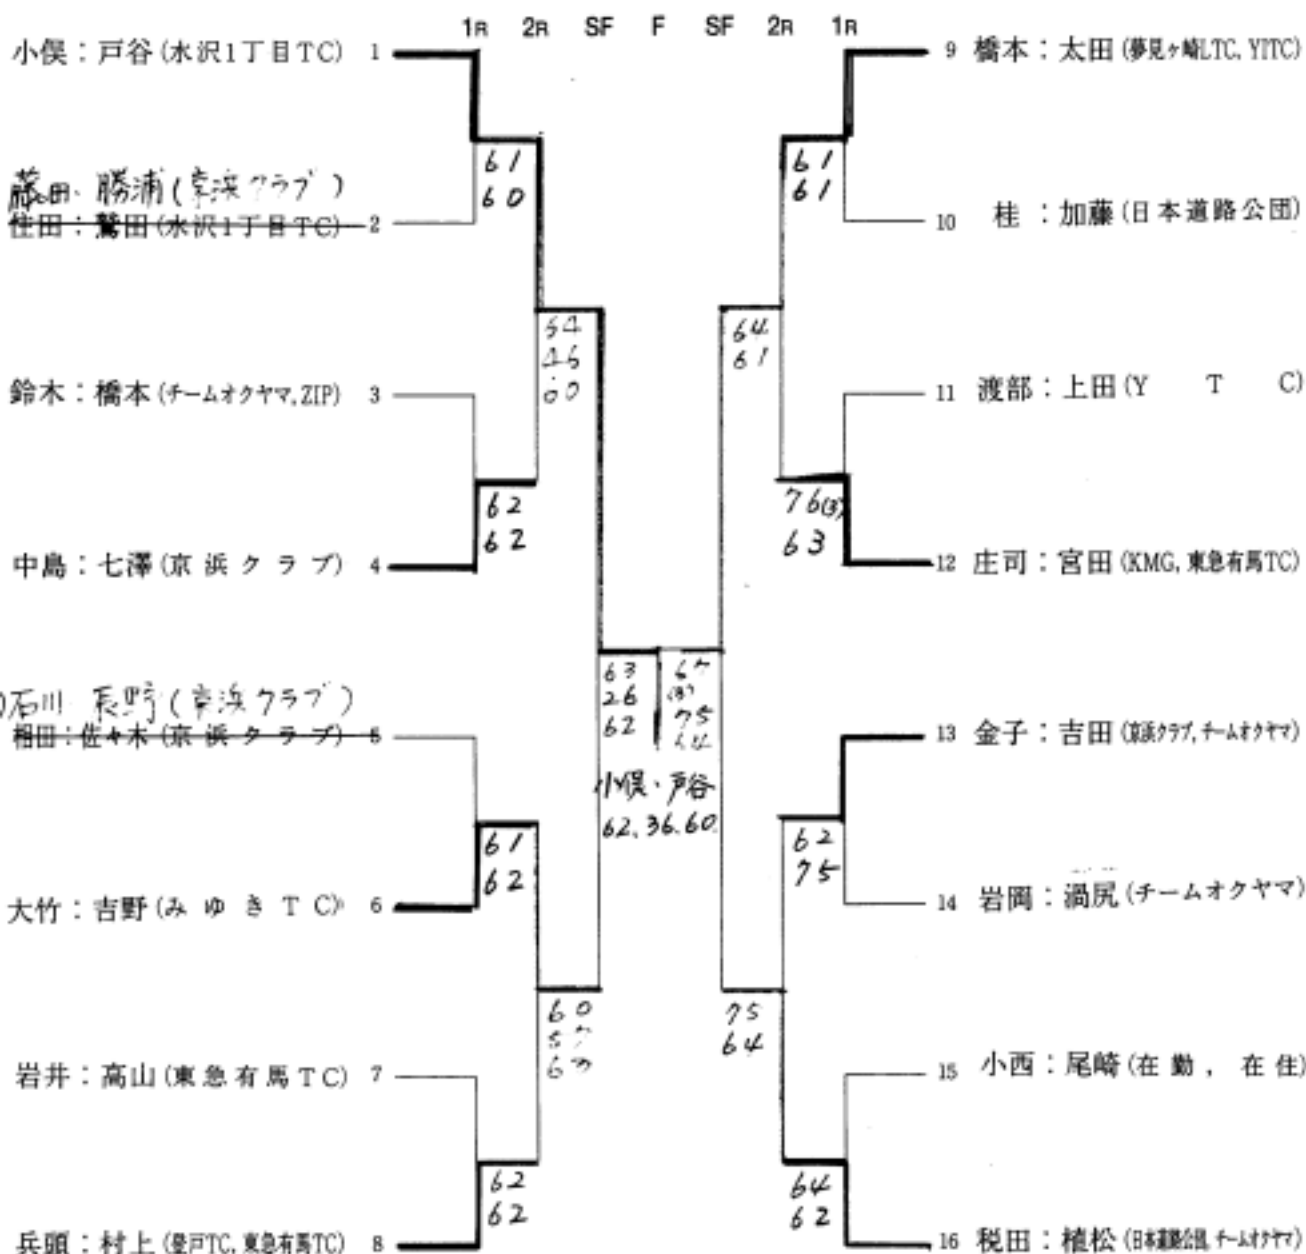 1R 2R SF F SF 2R 1R
小俣：戸谷 (水沢1丁目TC) 1
藤田 勝浦 (京浜クラブ)
住田：鷲田 (水沢1丁目TC) 2
61
60
鈴木：橋本 (チームオクヤマ, ZIP) 3
64
46
60
中島：七澤 (京浜クラブ) 4
62
62
石川 長野 (京浜クラブ)
相田：佐々木 (京浜クラブ) 5
大竹：吉野 (みゆきTC) 6
61
62
岩井：高山 (東急有馬TC) 7
60
57
兵頭：村上 (登戸TC, 東急有馬TC) 8
62
62
63
26
62
67
75
64
小俣・戸谷
62. 36. 60
9 橋本：太田 (夢見ヶ崎LTC, YITC)
61
61
10 桂：加藤 (日本道路公団)
64
61
11 渡部：上田 (Y T C)
76(3)
63
12 庄司：宮田 (KMG, 東急有馬TC)
13 金子：吉田 (京浜クラブ, チームオクヤマ)
62
75
14 岩岡：渦尻 (チームオクヤマ)
75
64
15 小西：尾崎 (在勤, 在住)
64
62
16 税田：植松 (日本道路公団, チームオクヤマ)